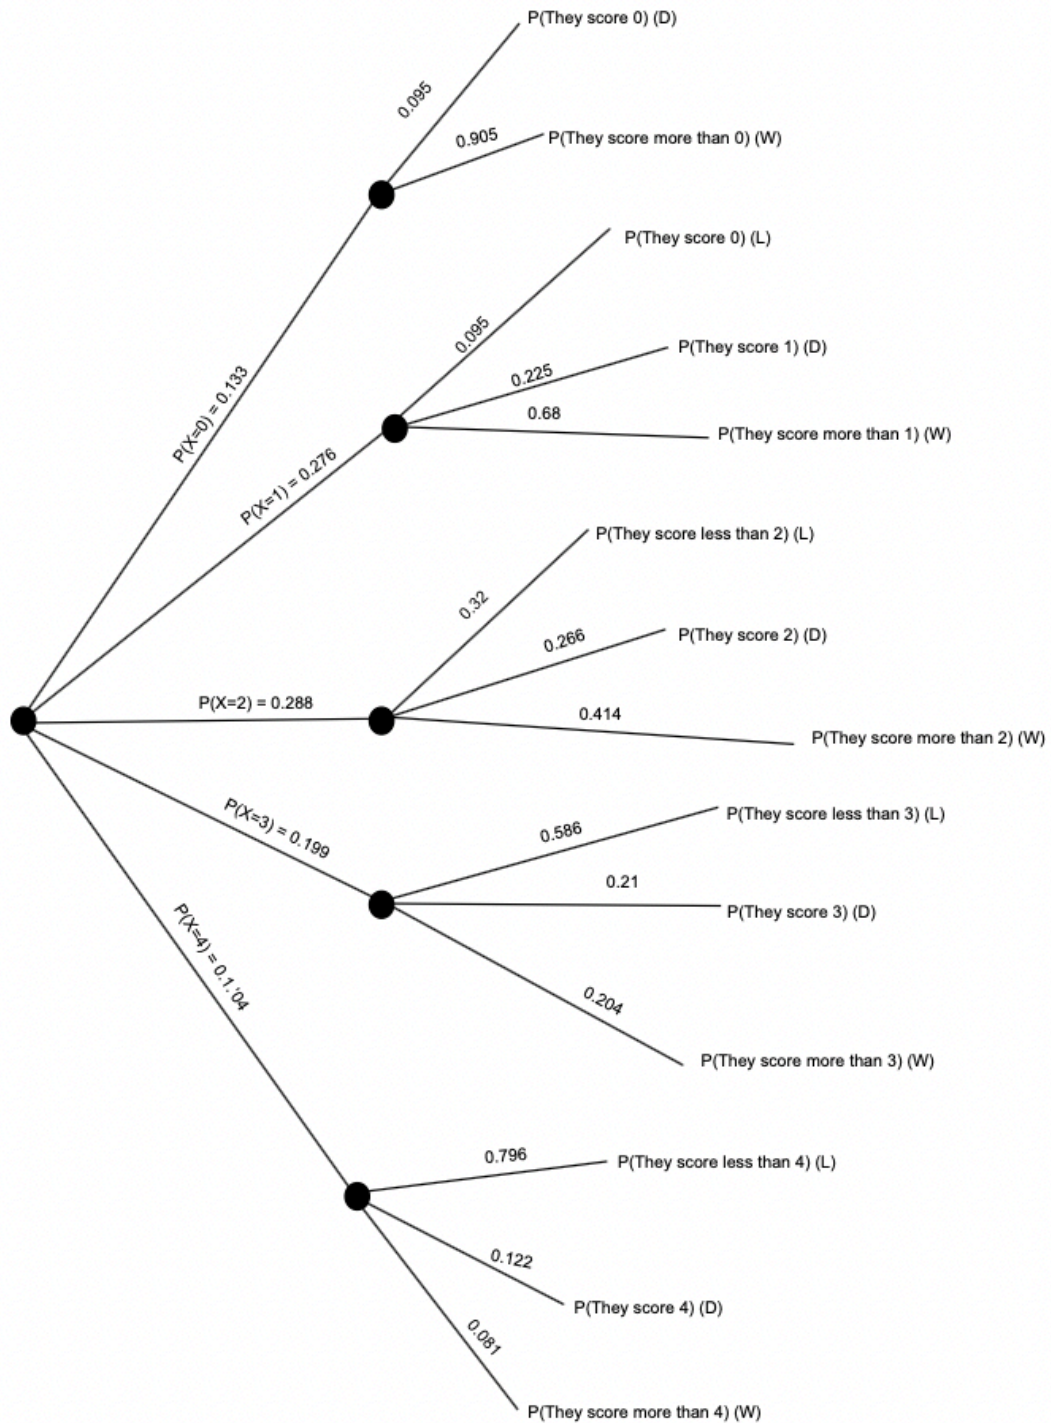 P(They score 0) (D)
0.095
0.905
P(They score more than 0) (W)
P(X=0) = 0.133
P(They score 0) (L)
0.095
P(They score 1) (D)
0.225
0.68
P(They score more than 1) (W)
P(X=1) = 0.276
P(They score less than 2) (L)
0.32
P(They score 2) (D)
0.266
P(X=2) = 0.288
0.414
P(They score more than 2) (W)
P(X=3) = 0.199
0.586
P(They score less than 3) (L)
0.21
P(They score 3) (D)
0.204
P(They score more than 3) (W)
P(X=4) = 0.1.'04
0.796
P(They score less than 4) (L)
0.122
P(They score 4) (D)
0.081
P(They score more than 4) (W)